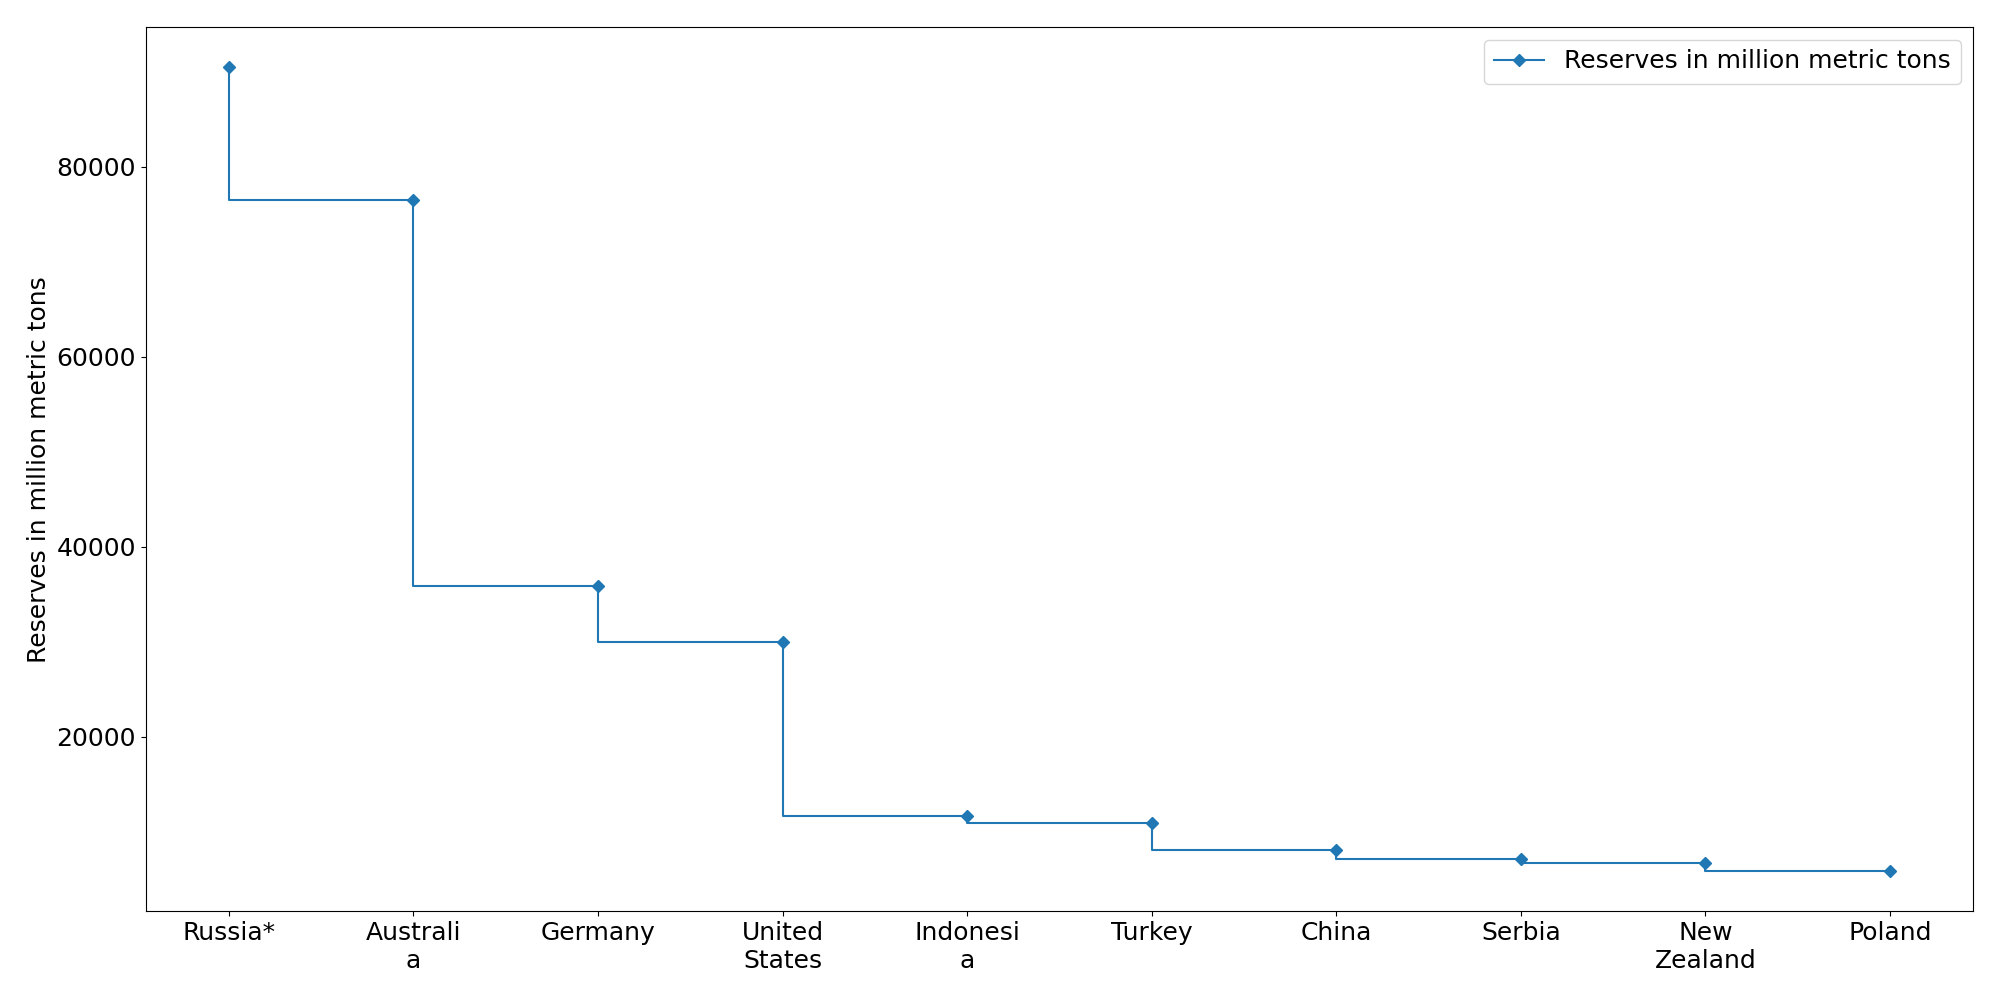 Reserves in million metric tons
80000
60000
40000
20000
Reserves in million metric tons
Russia*
Australi
a
Germany
United
States
Indonesi
a
Turkey
China
Serbia
New
Zealand
Poland